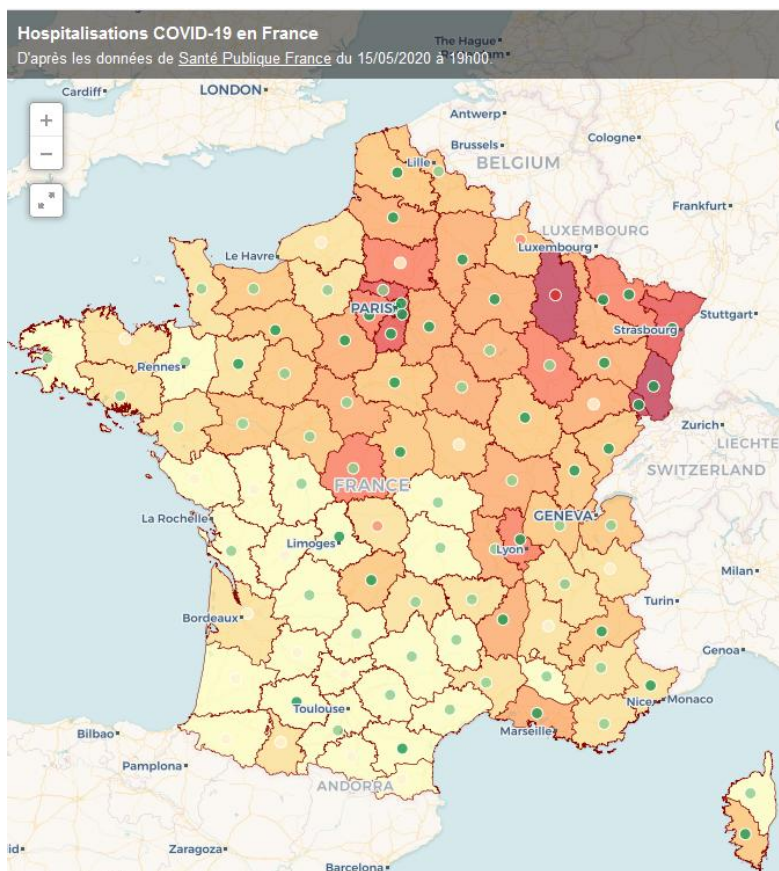 Hospitalisations COVID-19 en France
D'après les données de Santé Publique France du 15/05/2020 à 19h00.
The Hague
Cardiff
LONDON
+
−
Antwerp
Brussels
Cologne
BELGIUM
Lille
Frankfurt
LUXEMBOURG
Luxembourg
Le Havre
PARIS
Stuttgart
Strasbourg
Rennes
Zurich
LIECHTE
SWITZERLAND
FRANCE
La Rochelle
GENEVA
Limoges
Lyon
Milan
Turin
Bordeaux
Genoa
Nice
Monaco
Toulouse
Marseille
Bilbao
Pamplona
ANDORRA
Zaragoza
id
Barcelona